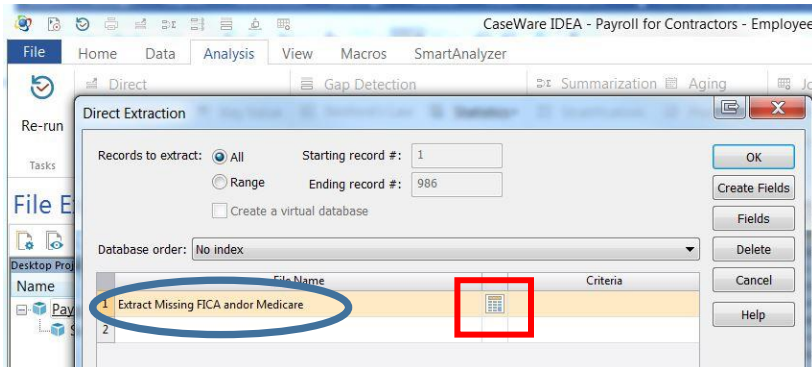 CaseWare IDEA - Payroll for Contractors - Employee
File Home Data Analysis View Macros SmartAnalyzer
Direct Gap Detection Summarization Aging
Re-run
Tasks
Direct Extraction
Records to extract: All Starting record #: 1
Range Ending record #: 986
Create a virtual database
Database order: No index
File Name Criteria
1 Extract Missing FICA andor Medicare
2
OK
Create Fields
Fields
Delete
Cancel
Help
File E
Desktop Proj
Name
Pay
S